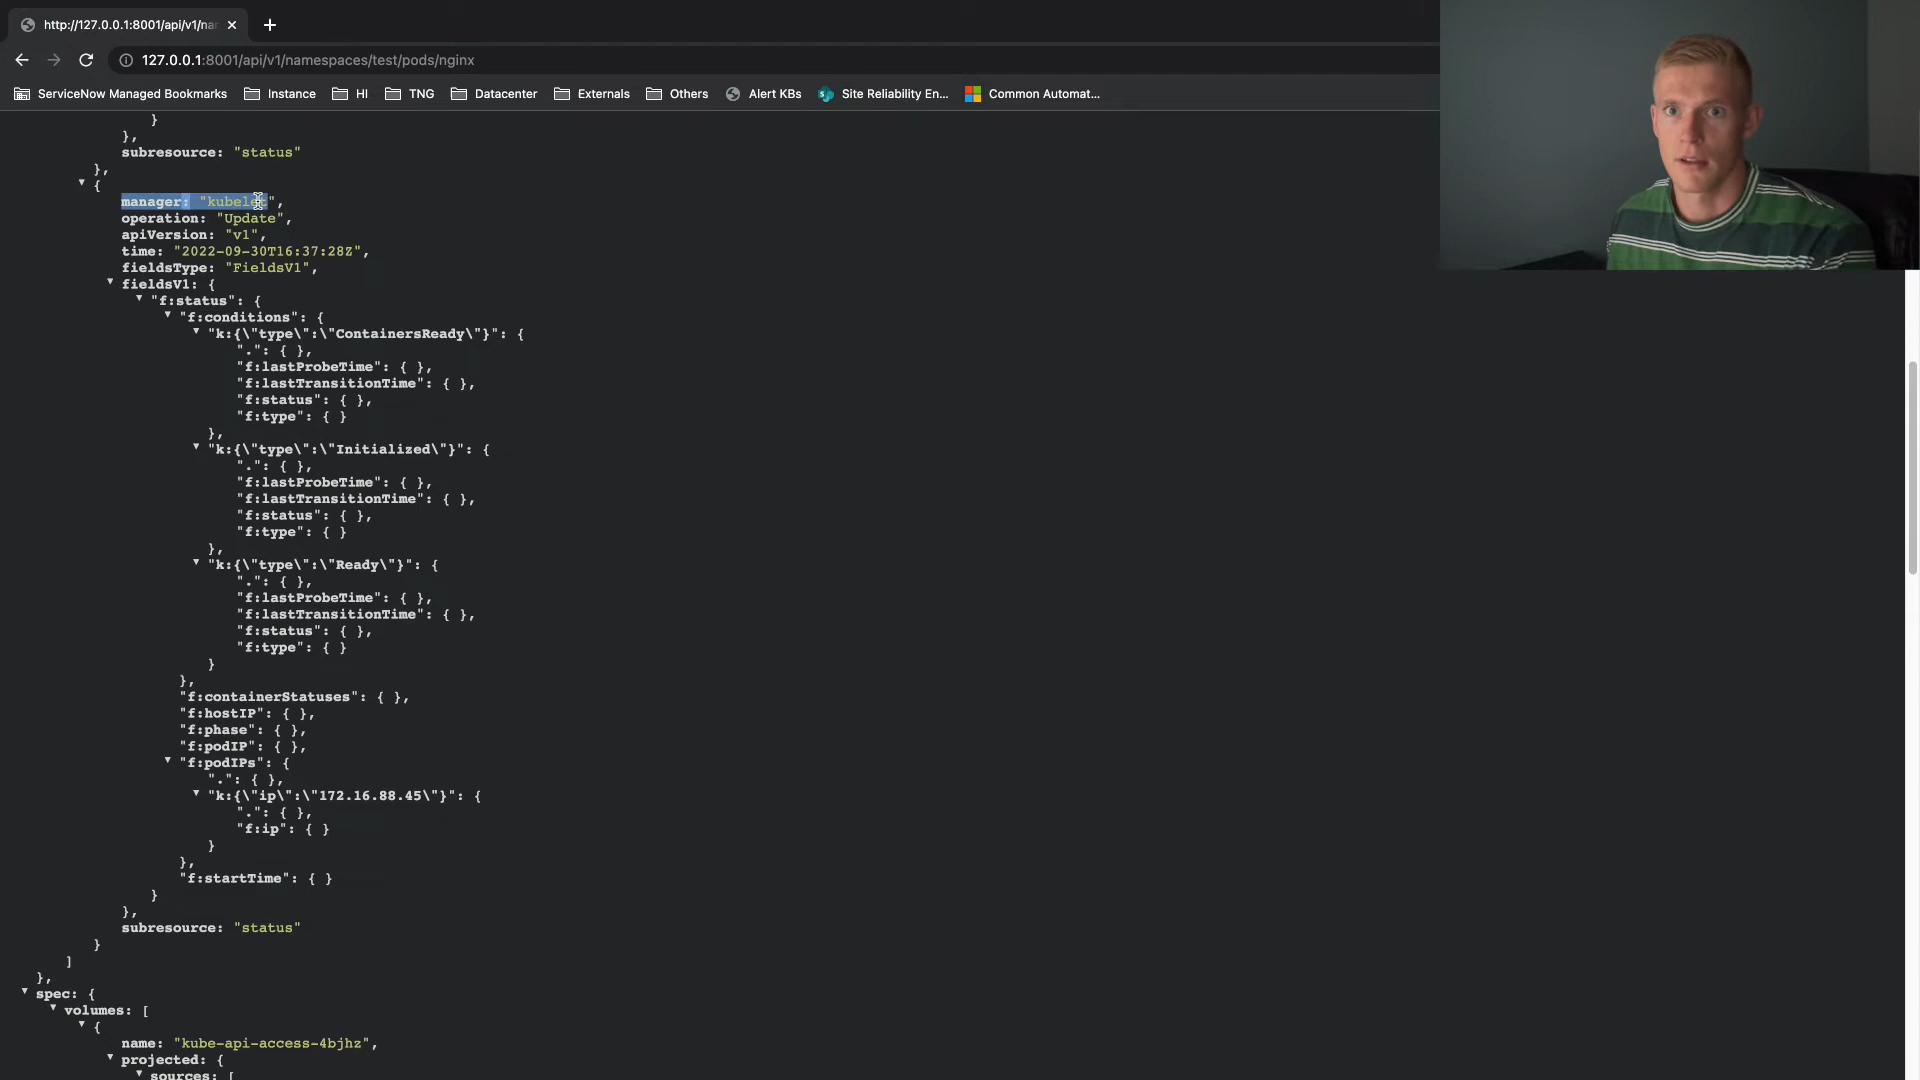 http://127.0.0.1:8001/api/v1/na
127.0.0.1:8001/api/v1/namespaces/test/pods/nginx
ServiceNow Managed Bookmarks Instance HI TNG Datacenter Externals Others Alert KBs Site Reliability En... Common Automat...
}
},
subresource: "status"
},
{
manager: "kubelet",
operation: "Update",
apiVersion: "v1",
time: "2022-09-30T16:37:28Z",
fieldsType: "FieldsV1",
fieldsV1: {
"f:status": {
"f:conditions": {
"k:{\"type\":\"ContainersReady\"}": {
".": { },
"f:lastProbeTime": { },
"f:lastTransitionTime": { },
"f:status": { },
"f:type": { }
},
"k:{\"type\":\"Initialized\"}": {
".": { },
"f:lastProbeTime": { },
"f:lastTransitionTime": { },
"f:status": { },
"f:type": { }
},
"k:{\"type\":\"Ready\"}": {
".": { },
"f:lastProbeTime": { },
"f:lastTransitionTime": { },
"f:status": { },
"f:type": { }
}
},
"f:containerStatuses": { },
"f:hostIP": { },
"f:phase": { },
"f:podIP": { },
"f:podIPs": {
".": { },
"k:{\"ip\":\"172.16.88.45\"}": {
".": { },
"f:ip": { }
}
},
"f:startTime": { }
}
},
subresource: "status"
}
]
},
spec: {
volumes: [
{
name: "kube-api-access-4bjhz",
projected: {
sources: [